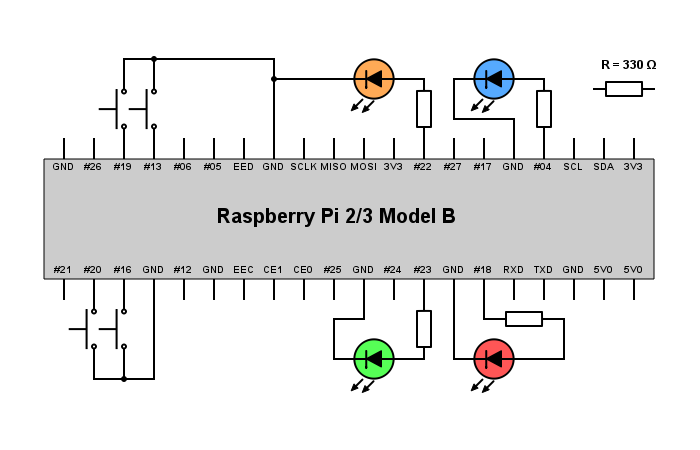 R = 330 Ω
GND #26 #19 #13 #06 #05 EED GND SCLK MISO MOSI 3V3 #22 #27 #17 GND #04 SCL SDA 3V3
Raspberry Pi 2/3 Model B
#21 #20 #16 GND #12 GND EEC CE1 CE0 #25 GND #24 #23 GND #18 RXD TXD GND 5V0 5V0